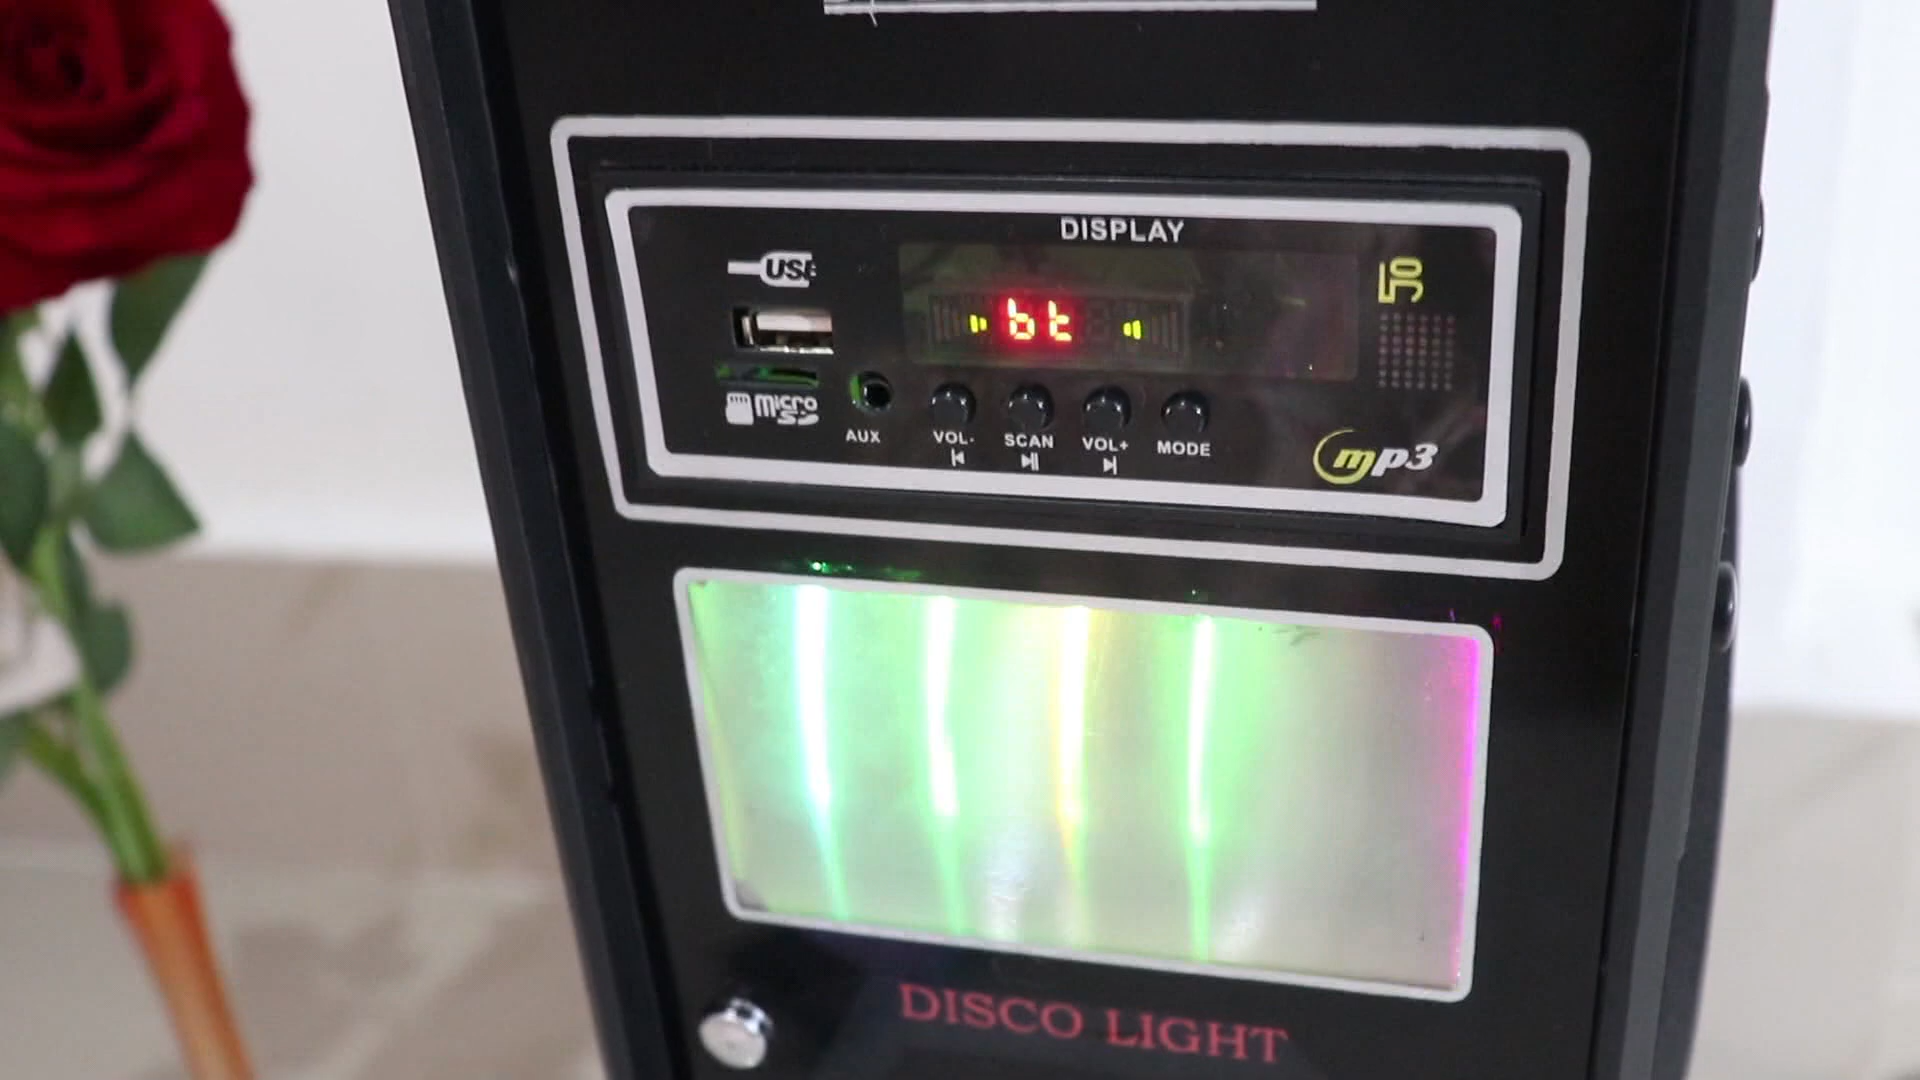 DISPLAY
USB
bt
micro
SD
AUX
VOL-
SCAN
VOL+
MODE
mp3
DISCO LIGHT